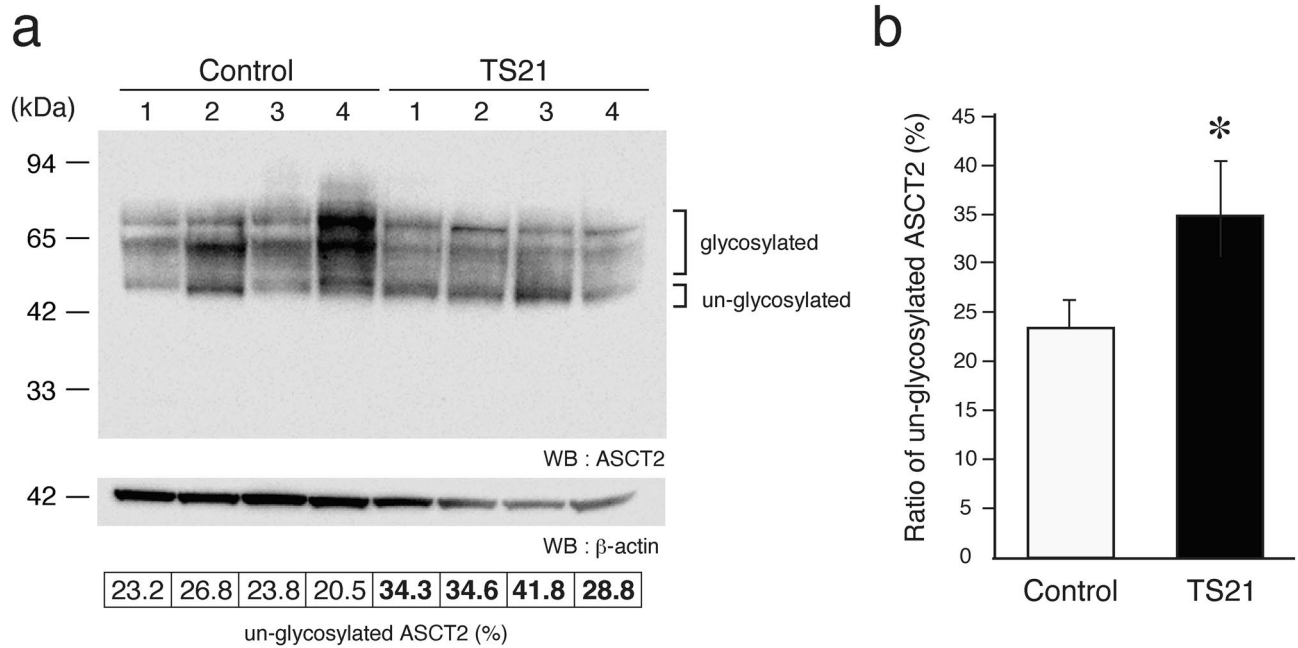 a
Control TS21
(kDa) 1 2 3 4 1 2 3 4
94
65
42
33
glycosylated
un-glycosylated
WB : ASCT2
42
WB : β-actin
23.2 26.8 23.8 20.5 34.3 34.6 41.8 28.8
un-glycosylated ASCT2 (%)
b
Ratio of un-glycosylated ASCT2 (%)
45
40
35
30
25
20
15
10
5
0
*
Control TS21